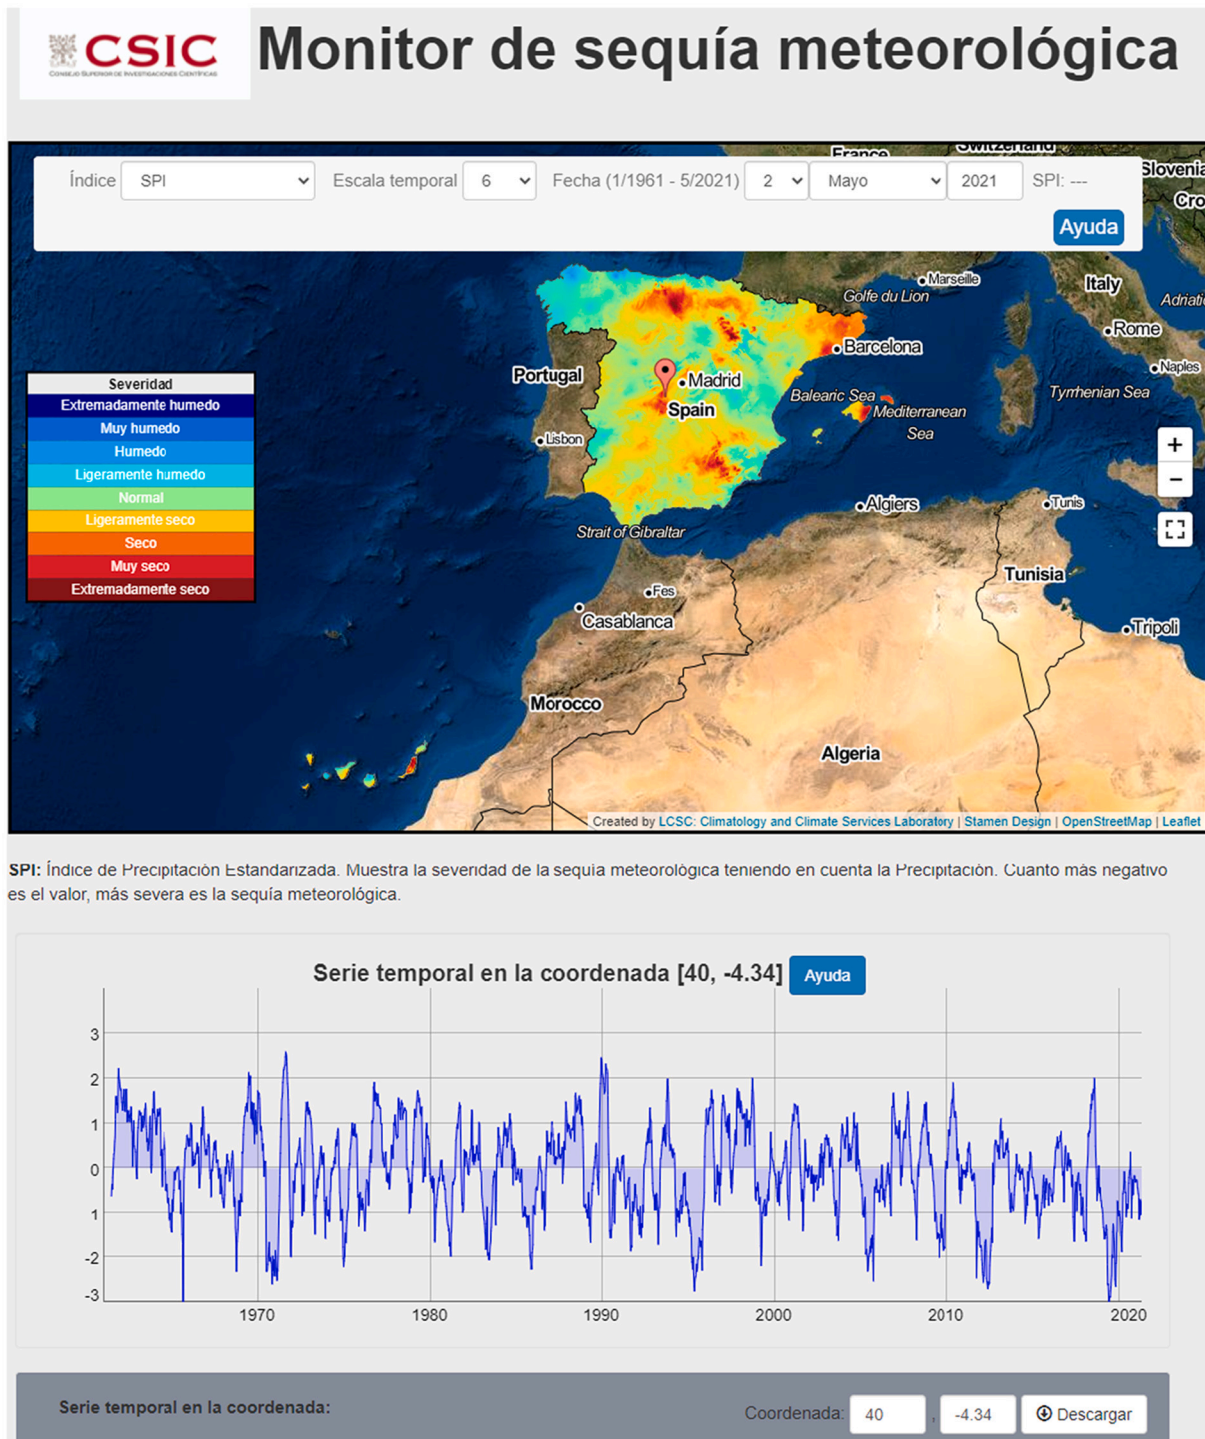 CSIC
CONSEJO SUPERIOR DE INVESTIGACIONES CIENTÍFICAS
Monitor de sequía meteorológica
France
Switzerland
Índice SPI Escala temporal 6 Fecha (1/1961 - 5/2021) 2 Mayo 2021 SPI: ---
Slovenia
Cro
Ayuda
Marseille
Italy
Golfe du Lion
Adriati
Rome
Barcelona
Naples
Portugal
Madrid
Severidad
Balearic Sea
Tyrrhenian Sea
Extremadamente humedo
Spain
Mediterranean
Sea
Muy humedo
Lisbon
+
Humedo
Ligeramente humedo
−
Normal
Algiers
Tunis
Ligeramente seco
Strait of Gibraltar
Seco
Muy seco
Tunisia
Extremadamente seco
Fes
Casablanca
Tripoli
Morocco
Algeria
Created by LCSC: Climatology and Climate Services Laboratory | Stamen Design | OpenStreetMap | Leaflet
SPI: Índice de Precipitación Estandarizada. Muestra la severidad de la sequía meteorológica teniendo en cuenta la Precipitación. Cuanto más negativo
es el valor, más severa es la sequía meteorológica.
Serie temporal en la coordenada [40, -4.34] Ayuda
3
2
1
0
1
-2
-3
1970 1980 1990 2000 2010 2020
Serie temporal en la coordenada:
Coordenada: 40 , -4.34 Descargar